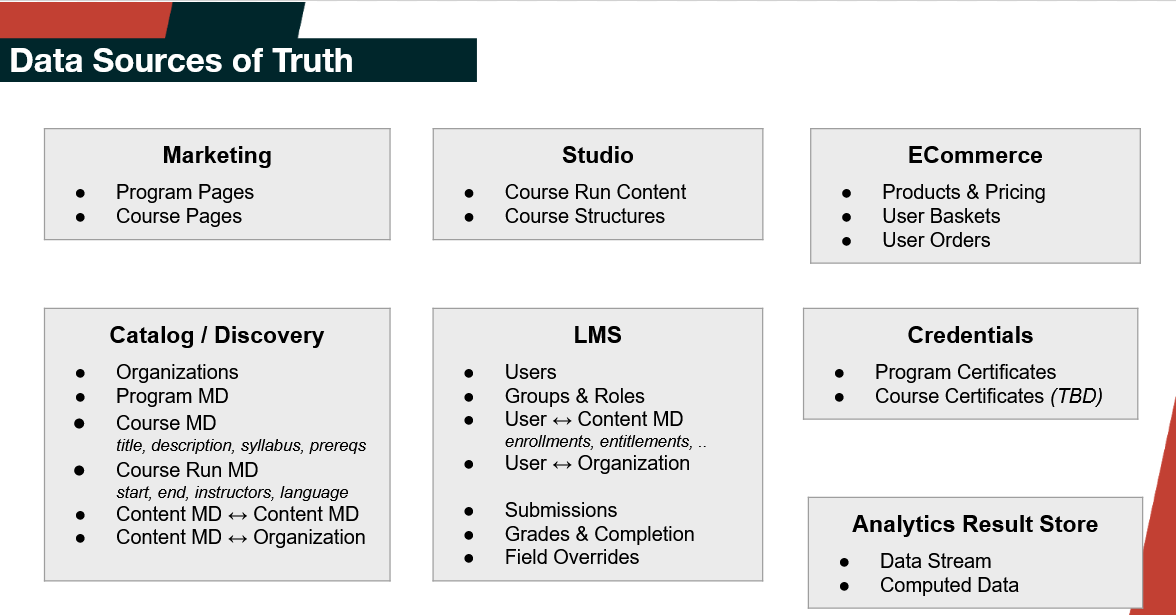 Data Sources of Truth
Marketing
● Program Pages
● Course Pages
Studio
● Course Run Content
● Course Structures
ECommerce
● Products & Pricing
● User Baskets
● User Orders
Catalog / Discovery
● Organizations
● Program MD
● Course MD
title, description, syllabus, prereqs
● Course Run MD
start, end, instructors, language
● Content MD ↔ Content MD
● Content MD ↔ Organization
LMS
● Users
● Groups & Roles
● User ↔ Content MD
enrollments, entitlements, ..
● User ↔ Organization
● Submissions
● Grades & Completion
● Field Overrides
Credentials
● Program Certificates
● Course Certificates (TBD)
Analytics Result Store
● Data Stream
● Computed Data